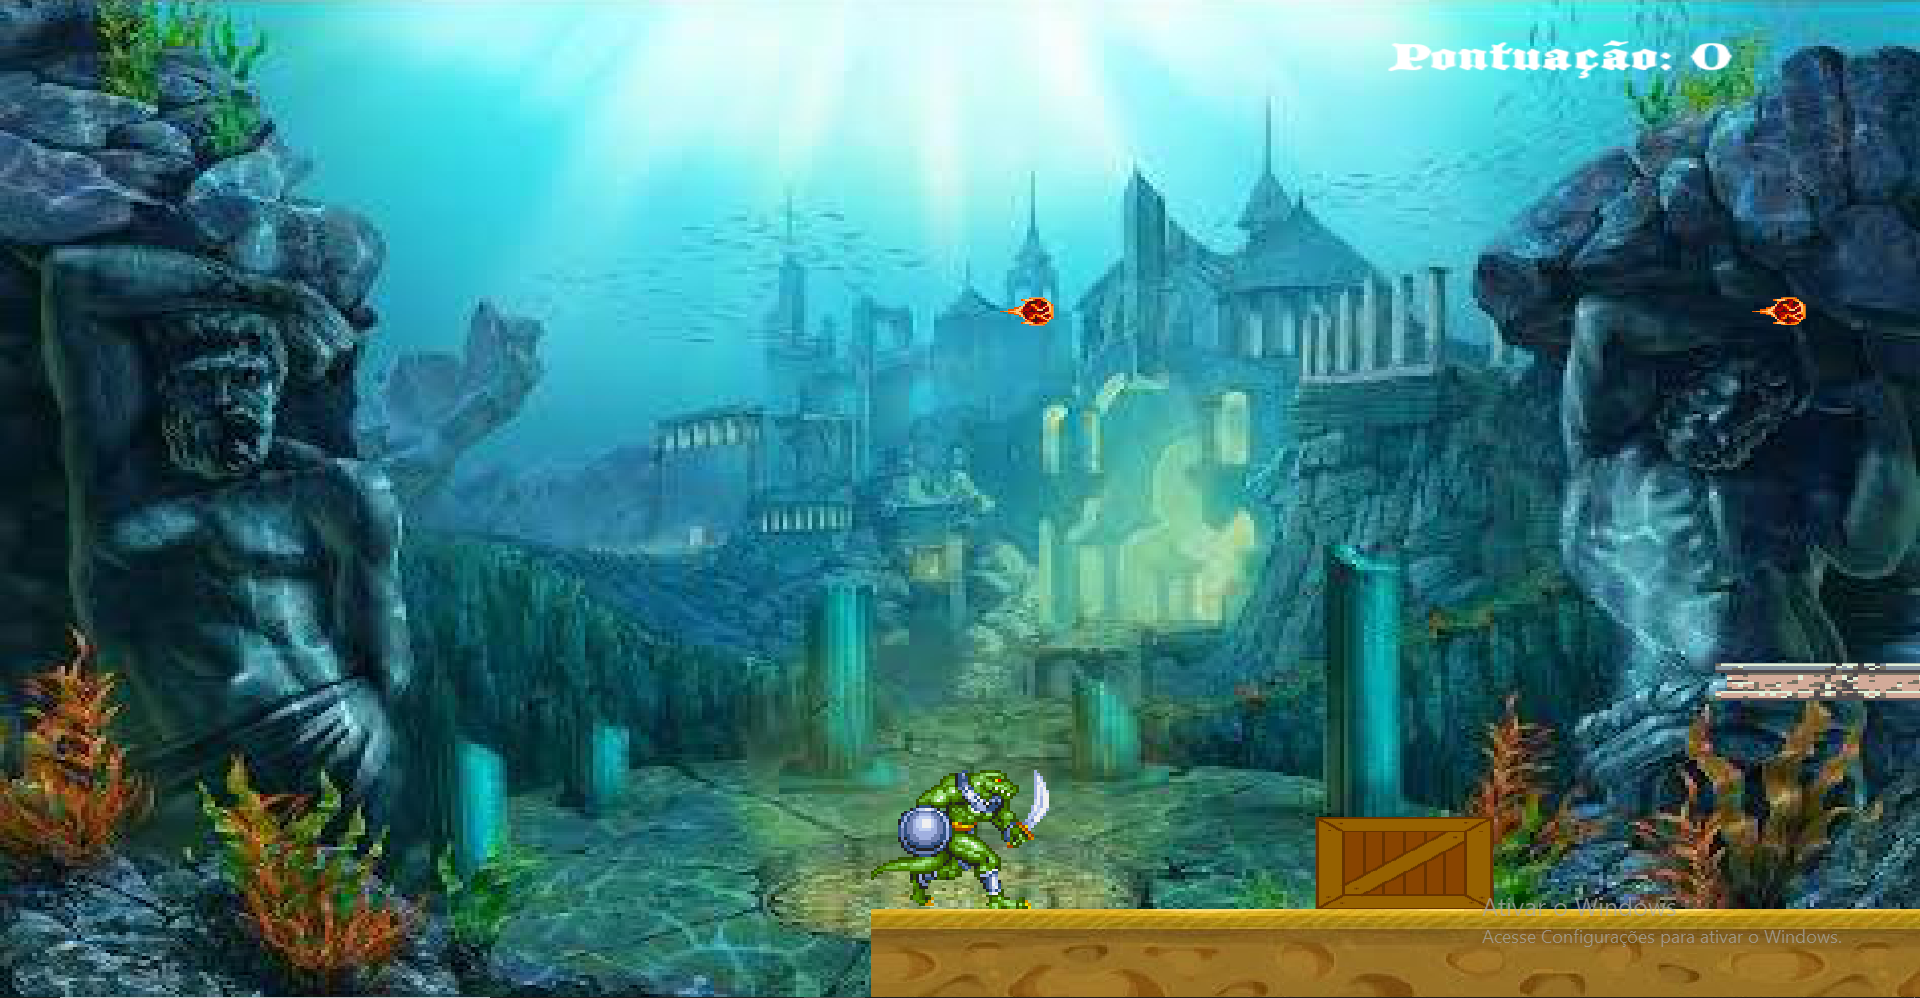 Pontuação: 0
Ativar o Windows
Acesse Configurações para ativar o Windows.